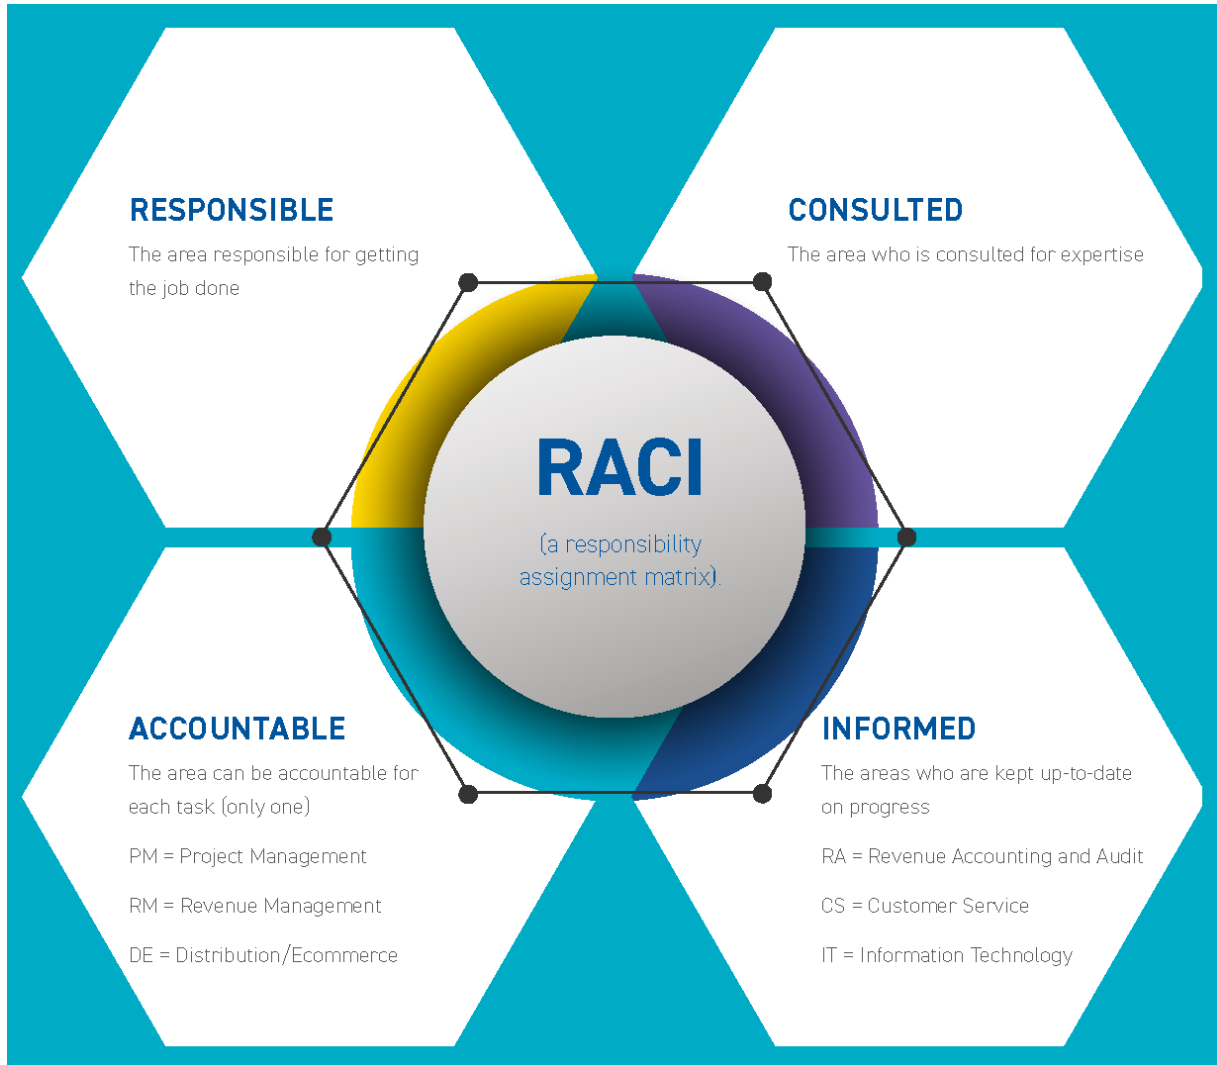 RESPONSIBLE
The area responsible for getting
the job done
CONSULTED
The area who is consulted for expertise
RACI
(a responsibility
assignment matrix).
ACCOUNTABLE
The area can be accountable for
each task (only one)
PM = Project Management
RM = Revenue Management
DE = Distribution/Ecommerce
INFORMED
The areas who are kept up-to-date
on progress
RA = Revenue Accounting and Audit
CS = Customer Service
IT = Information Technology